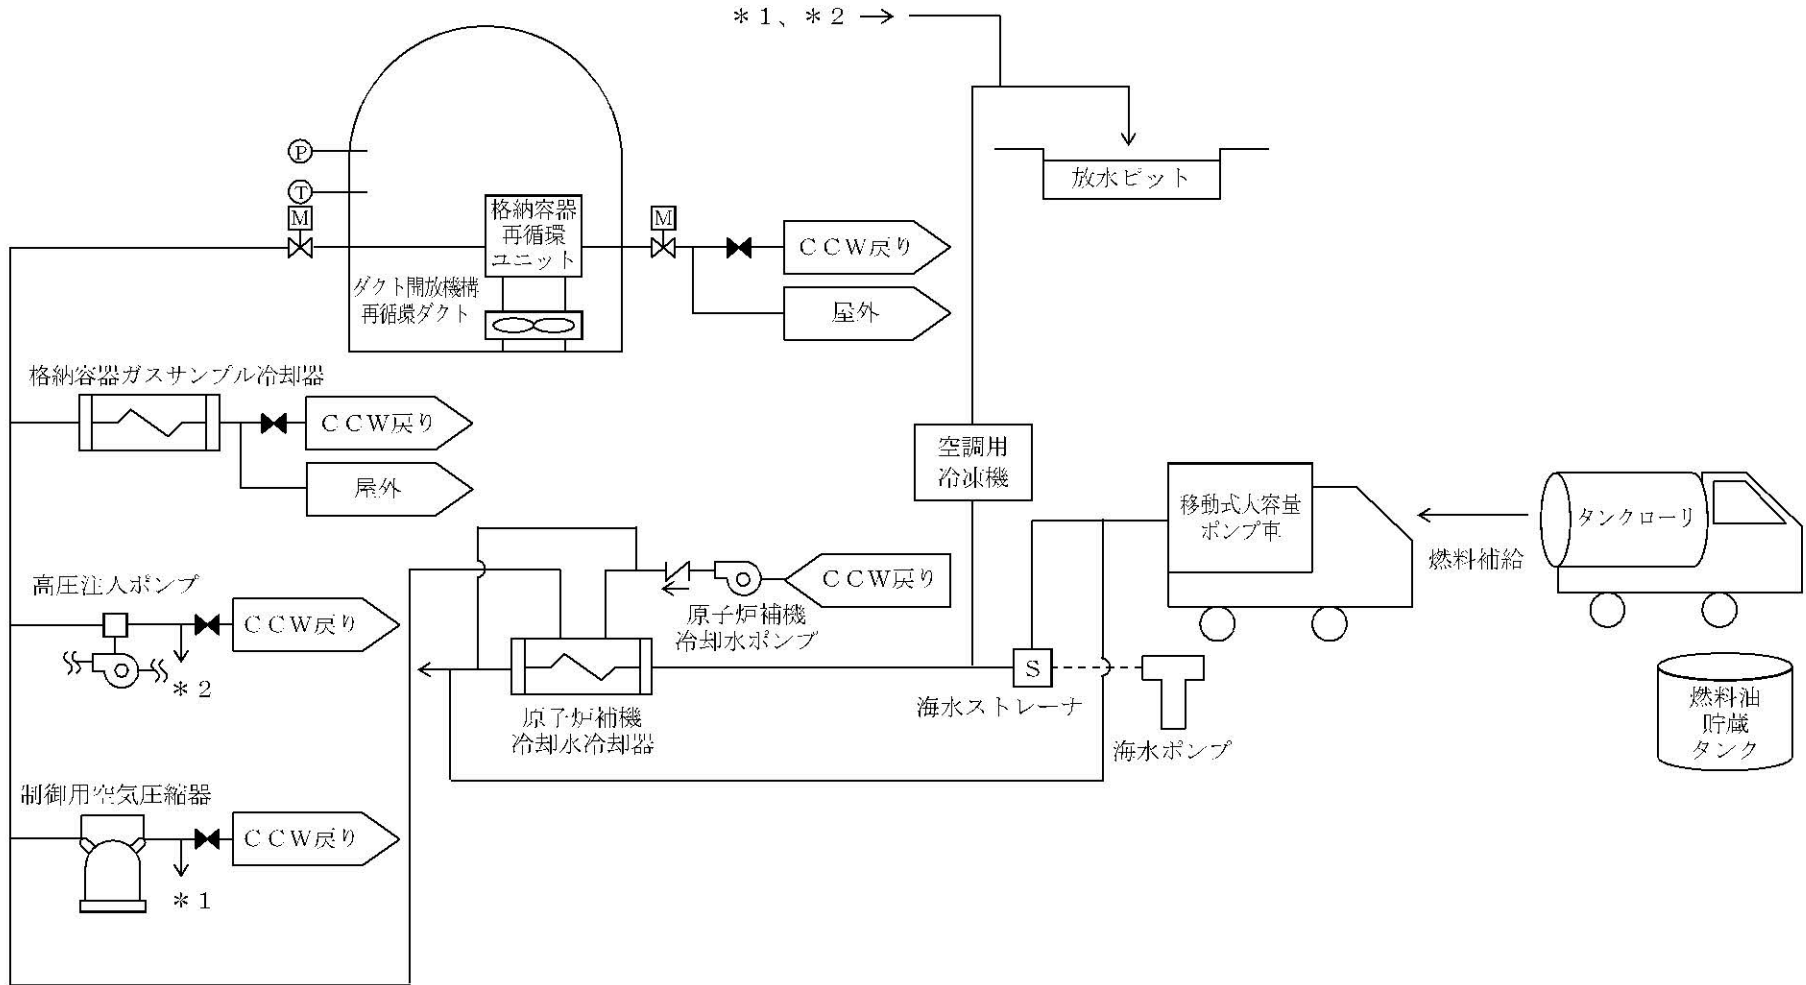 ＊１、＊２
P
T
M
M
格納容器
再循環
ユニット
ＣＣＷ戻り
屋外
ダクト開放機構
再循環ダクト
放水ピット
格納容器ガスサンプル冷却器
ＣＣＷ戻り
屋外
空調用
冷凍機
移動式大容量
ポンプ車
燃料補給
タンクローリ
高圧注入ポンプ
ＣＣＷ戻り
＊２
ＣＣＷ戻り
原子炉補機
冷却水ポンプ
原子炉補機
冷却水冷却器
S
海水ストレーナ
海水ポンプ
燃料油
貯蔵
タンク
制御用空気圧縮器
ＣＣＷ戻り
＊１